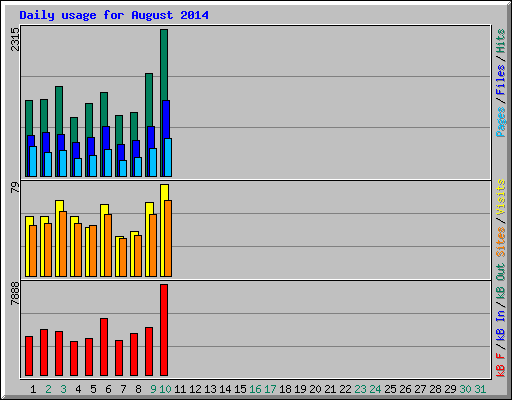 Daily usage for August 2014
2315
Pages / Files / Hits
79
Sites / Visits
7888
kB F / kB In / kB Out
1 2 3 4 5 6 7 8 9 10 11 12 13 14 15 16 17 18 19 20 21 22 23 24 25 26 27 28 29 30 31